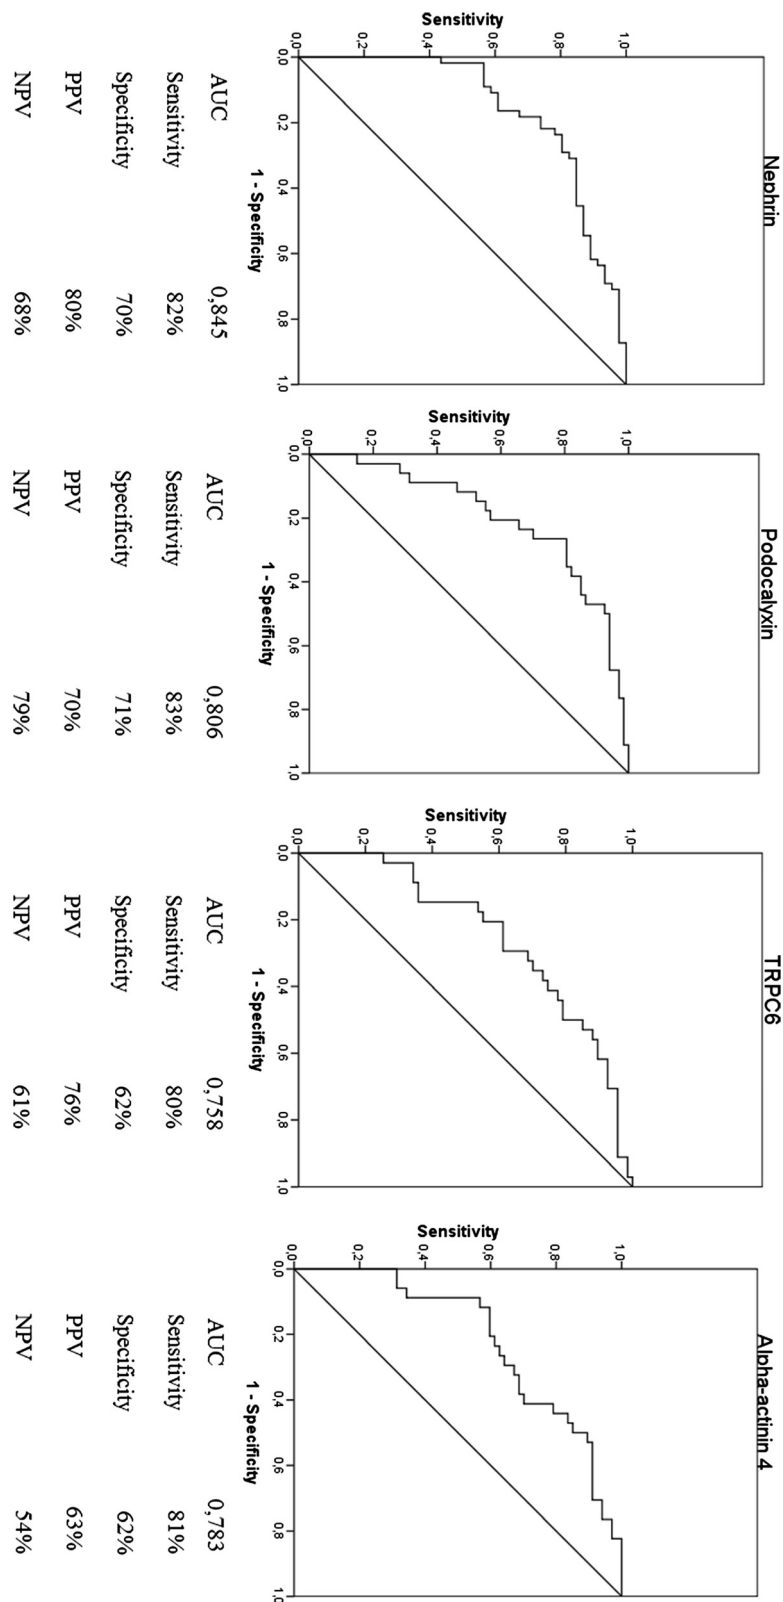 Nephrin
Sensitivity
1,0
0,8
0,6
0,4
0,2
0,0
0,0
0,2
0,4
0,6
0,8
1,0
1 - Specificity
AUC 0,845
Sensitivity 82%
Specificity 70%
PPV 80%
NPV 68%
Podocalyxin
Sensitivity
1,0
0,8
0,6
0,4
0,2
0,0
0,0
0,2
0,4
0,6
0,8
1,0
1 - Specificity
AUC 0,806
Sensitivity 83%
Specificity 71%
PPV 70%
NPV 79%
TRPC6
Sensitivity
1,0
0,8
0,6
0,4
0,2
0,0
0,0
0,2
0,4
0,6
0,8
1,0
1 - Specificity
AUC 0,758
Sensitivity 80%
Specificity 62%
PPV 76%
NPV 61%
Alpha-actinin 4
Sensitivity
1,0
0,8
0,6
0,4
0,2
0,0
0,0
0,2
0,4
0,6
0,8
1,0
1 - Specificity
AUC 0,783
Sensitivity 81%
Specificity 62%
PPV 63%
NPV 54%